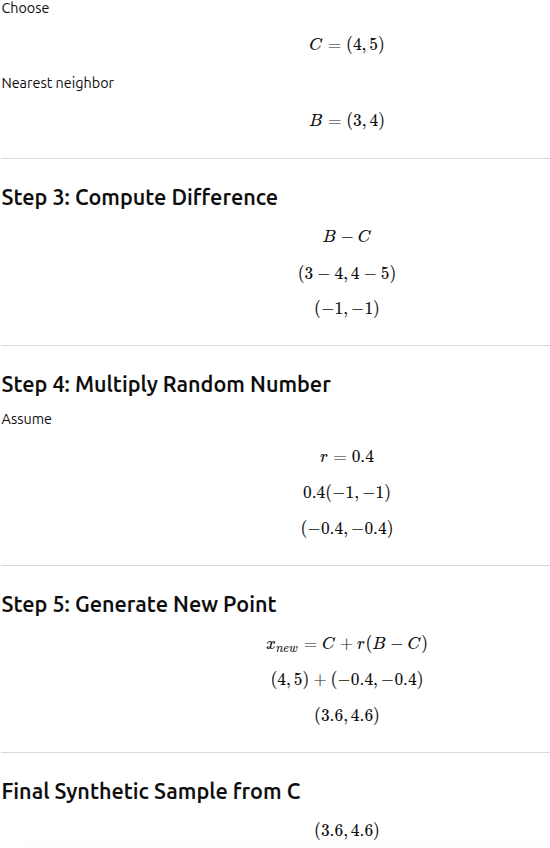 Choose
C = (4, 5)
Nearest neighbor
B = (3, 4)
Step 3: Compute Difference
B − C
(3 − 4, 4 − 5)
(−1, −1)
Step 4: Multiply Random Number
Assume
r = 0.4
0.4(−1, −1)
(−0.4, −0.4)
Step 5: Generate New Point
xnew = C + r(B − C)
(4, 5) + (−0.4, −0.4)
(3.6, 4.6)
Final Synthetic Sample from C
(3.6, 4.6)